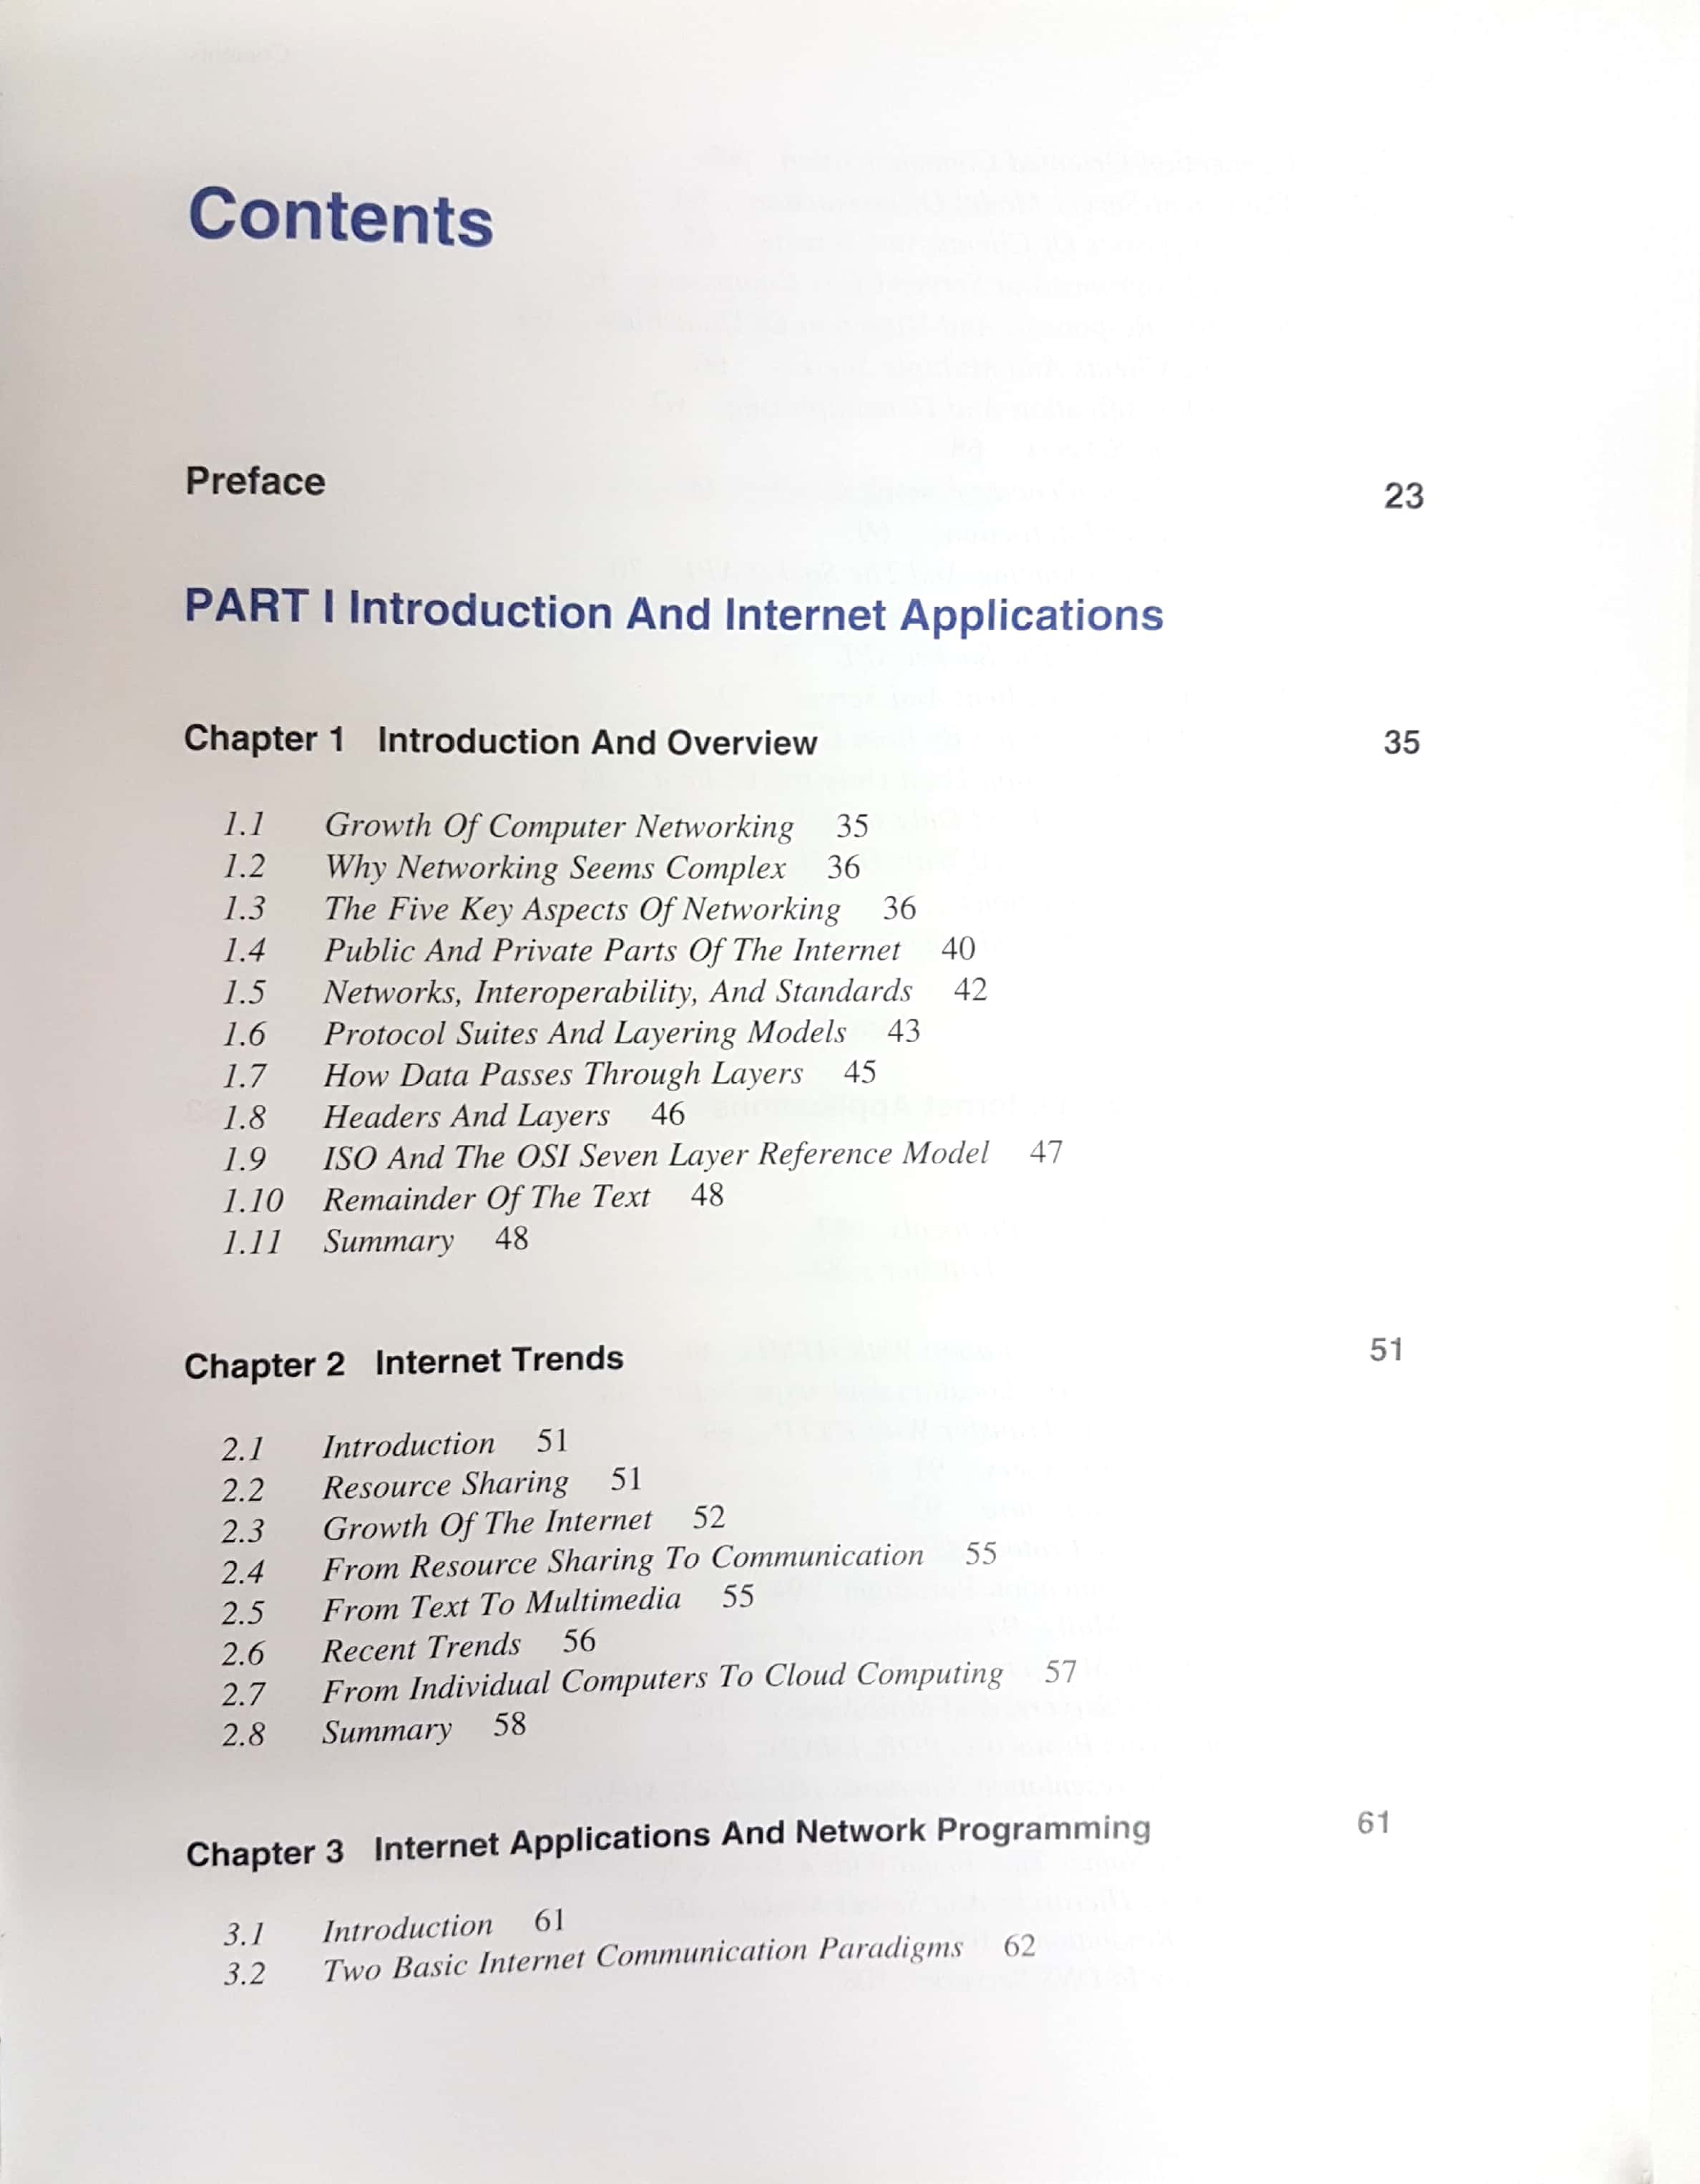 Contents
Preface 23
PART I Introduction And Internet Applications
Chapter 1 Introduction And Overview 35
1.1 Growth Of Computer Networking 35
1.2 Why Networking Seems Complex 36
1.3 The Five Key Aspects Of Networking 36
1.4 Public And Private Parts Of The Internet 40
1.5 Networks, Interoperability, And Standards 42
1.6 Protocol Suites And Layering Models 43
1.7 How Data Passes Through Layers 45
1.8 Headers And Layers 46
1.9 ISO And The OSI Seven Layer Reference Model 47
1.10 Remainder Of The Text 48
1.11 Summary 48
Chapter 2 Internet Trends 51
2.1 Introduction 51
2.2 Resource Sharing 51
2.3 Growth Of The Internet 52
2.4 From Resource Sharing To Communication 55
2.5 From Text To Multimedia 55
2.6 Recent Trends 56
2.7 From Individual Computers To Cloud Computing 57
2.8 Summary 58
Chapter 3 Internet Applications And Network Programming 61
3.1 Introduction 61
3.2 Two Basic Internet Communication Paradigms 62